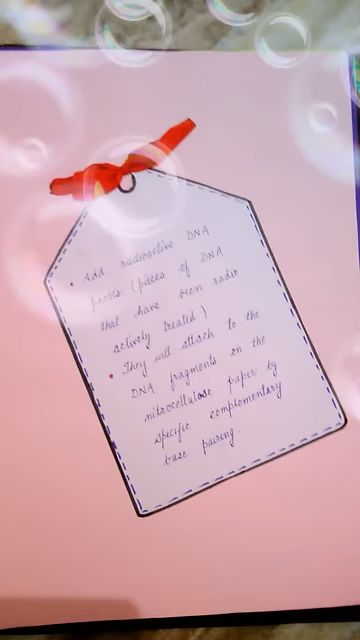 • Add radioactive DNA
probes (pieces of DNA
that have been radio
actively treated)
• They will attach to the
DNA fragments on the
nitrocellulose paper by
specific complementary
base pairing.